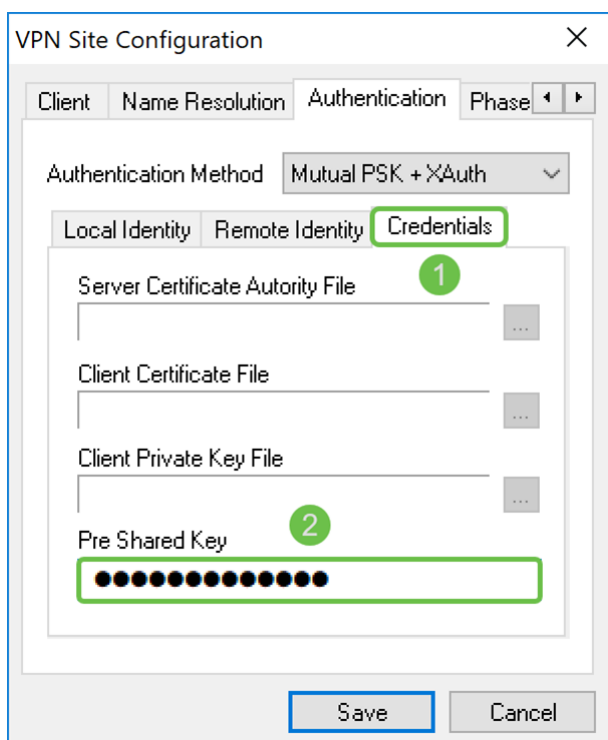 VPN Site Configuration
Client Name Resolution Authentication Phase
Authentication Method Mutual PSK + XAuth
Local Identity Remote Identity Credentials
1
Server Certificate Autority File
...
Client Certificate File
...
Client Private Key File
...
2
Pre Shared Key
●●●●●●●●●●●●●
Save Cancel